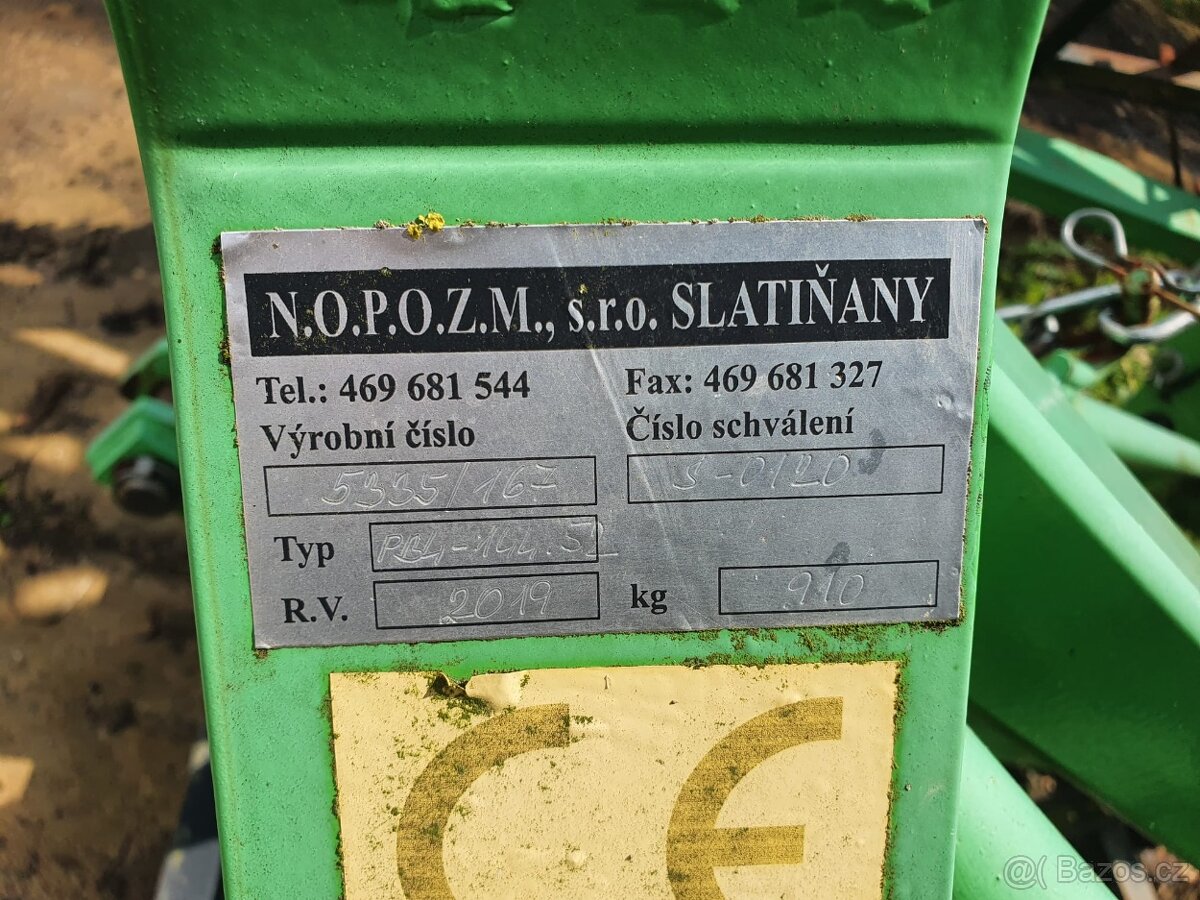 N.O.P.O.Z.M., s.r.o. SLATIŇANY
Tel.: 469 681 544 Fax: 469 681 327
Výrobní číslo Číslo schválení
5335/167 S-0120
Typ
R.V. 2019 kg 910
CE
@( Bazos.cz